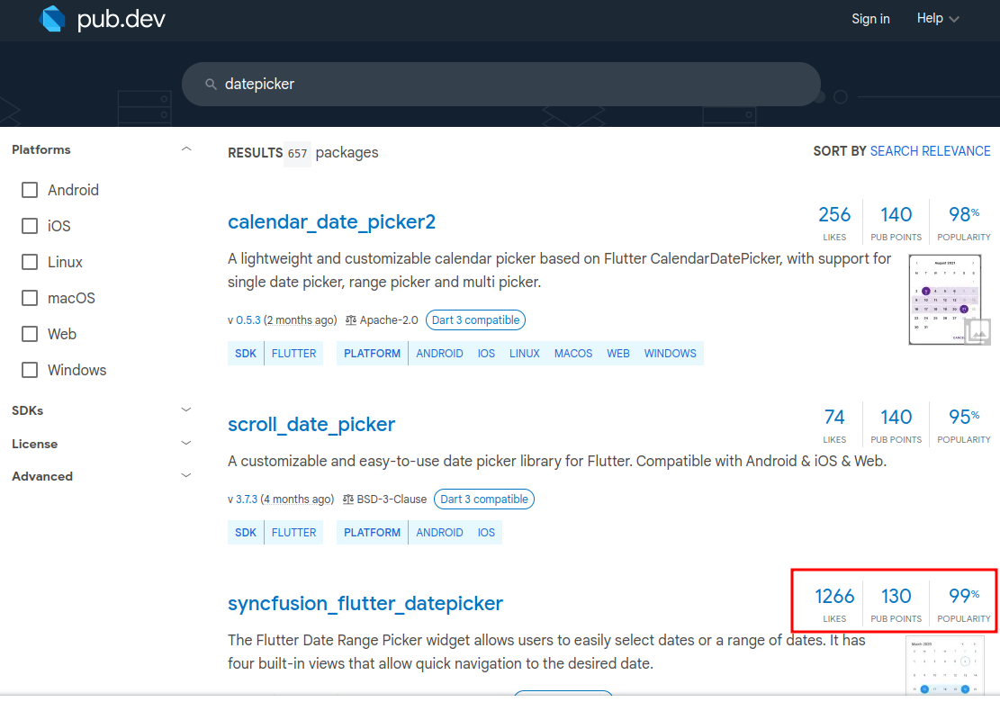 pub.dev
Sign in
Help
datepicker
Platforms
Android
iOS
Linux
macOS
Web
Windows
SDKs
License
Advanced
RESULTS 657 packages
SORT BY SEARCH RELEVANCE
calendar_date_picker2
256 140 98%
LIKES PUB POINTS POPULARITY
A lightweight and customizable calendar picker based on Flutter CalendarDatePicker, with support for
single date picker, range picker and multi picker.
August 2021
v 0.5.3 (2 months ago) Apache-2.0 Dart 3 compatible
SDK FLUTTER PLATFORM ANDROID IOS LINUX MACOS WEB WINDOWS
scroll_date_picker
74 140 95%
LIKES PUB POINTS POPULARITY
A customizable and easy-to-use date picker library for Flutter. Compatible with Android & iOS & Web.
v 3.7.3 (4 months ago) BSD-3-Clause Dart 3 compatible
SDK FLUTTER PLATFORM ANDROID IOS
syncfusion_flutter_datepicker
1266 130 99%
LIKES PUB POINTS POPULARITY
The Flutter Date Range Picker widget allows users to easily select dates or a range of dates. It has
four built-in views that allow quick navigation to the desired date.
March 2020